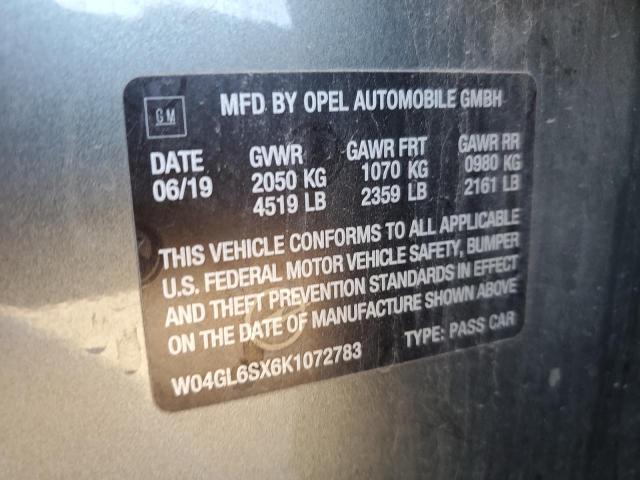 GM
MFD BY OPEL AUTOMOBILE GMBH
DATE GVWR GAWR FRT GAWR RR
06/19 2050 KG 1070 KG 0980 KG
4519 LB 2359 LB 2161 LB
THIS VEHICLE CONFORMS TO ALL APPLICABLE
U.S. FEDERAL MOTOR VEHICLE SAFETY, BUMPER
AND THEFT PREVENTION STANDARDS IN EFFECT
ON THE DATE OF MANUFACTURE SHOWN ABOVE
W04GL6SX6K1072783 TYPE: PASS CAR